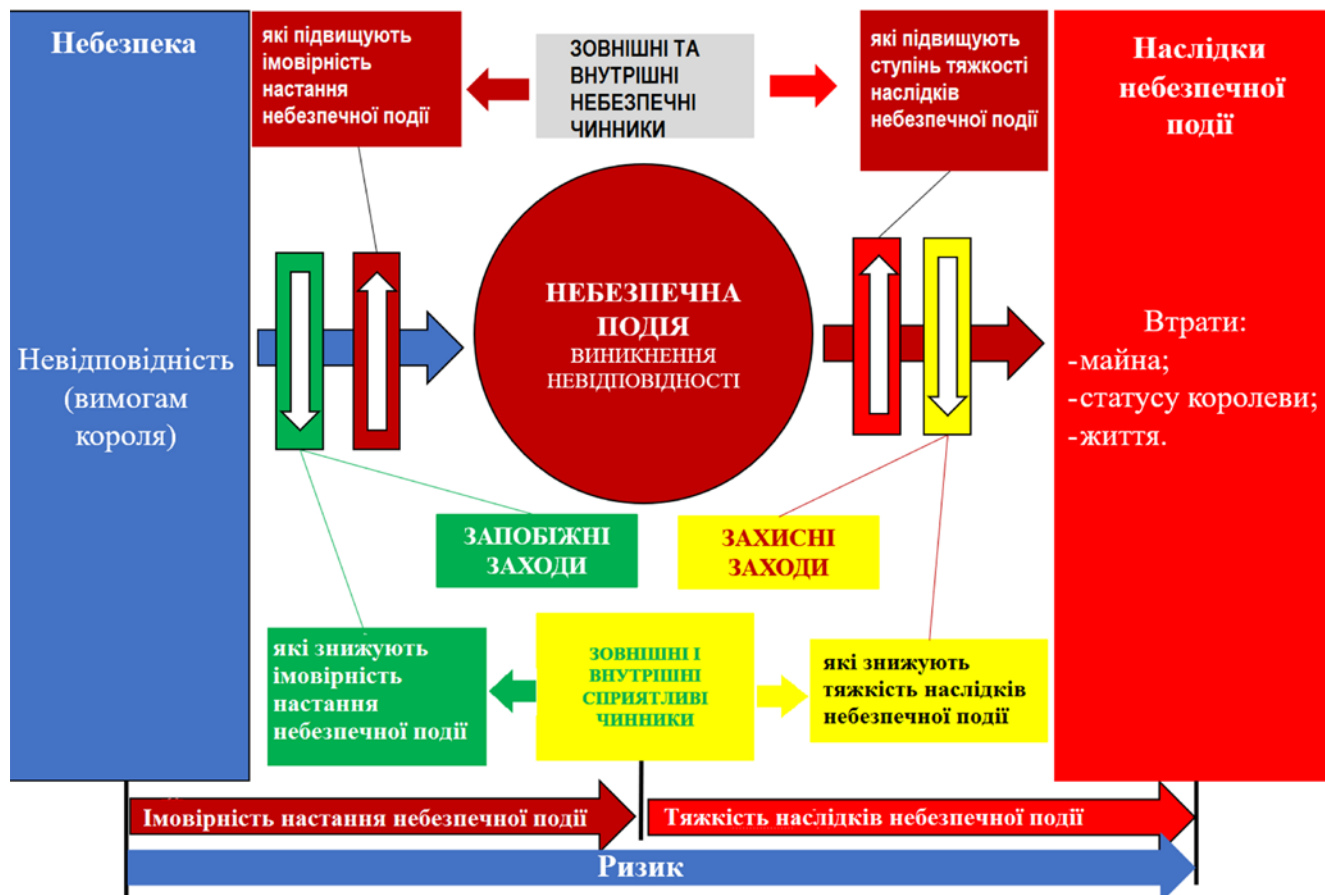 Небезпека
Невідповідність
(вимогам
короля)
які підвищують
імовірність
настання
небезпечної події
ЗОВНІШНІ ТА
ВНУТРІШНІ
НЕБЕЗПЕЧНІ
ЧИННИКИ
які підвищують
ступінь тяжкості
наслідків
небезпечної події
Наслідки
небезпечної
події
НЕБЕЗПЕЧНА
ПОДІЯ
ВИНИКНЕННЯ
НЕВІДПОВІДНОСТІ
Втрати:
-майна;
-статусу королеви;
-життя.
ЗАПОБІЖНІ
ЗАХОДИ
ЗАХИСНІ
ЗАХОДИ
які знижують
імовірність
настання
небезпечної події
ЗОВНІШНІ І
ВНУТРІШНІ
СПРИЯТЛИВІ
ЧИННИКИ
які знижують
тяжкість наслідків
небезпечної події
Імовірність настання небезпечної події
Тяжкість наслідків небезпечної події
Ризик